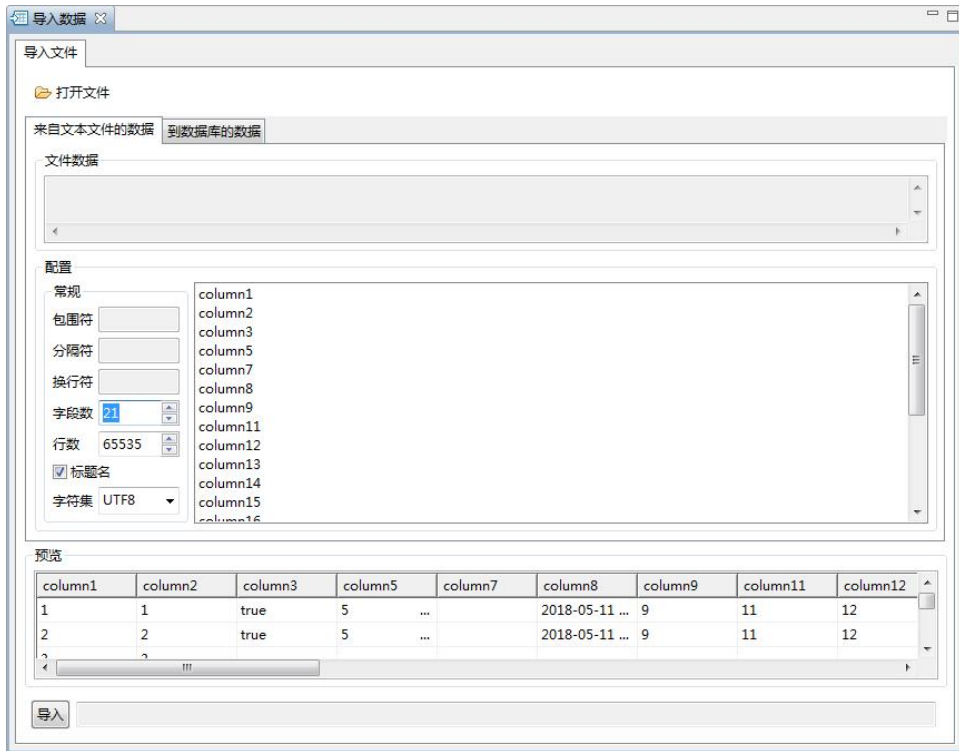 导入数据
导入文件
打开文件
来自文本文件的数据 到数据库的数据
文件数据
配置
常规
包围符
分隔符
换行符
字段数 21
行数 65535
标题名
字符集 UTF8
column1
column2
column3
column5
column7
column8
column9
column11
column12
column13
column14
column15
column16
预览
column1 column2 column3 column5 column7 column8 column9 column11 column12
1 1 true 5 ... 2018-05-11 ... 9 11 12
2 2 true 5 ... 2018-05-11 ... 9 11 12
导入